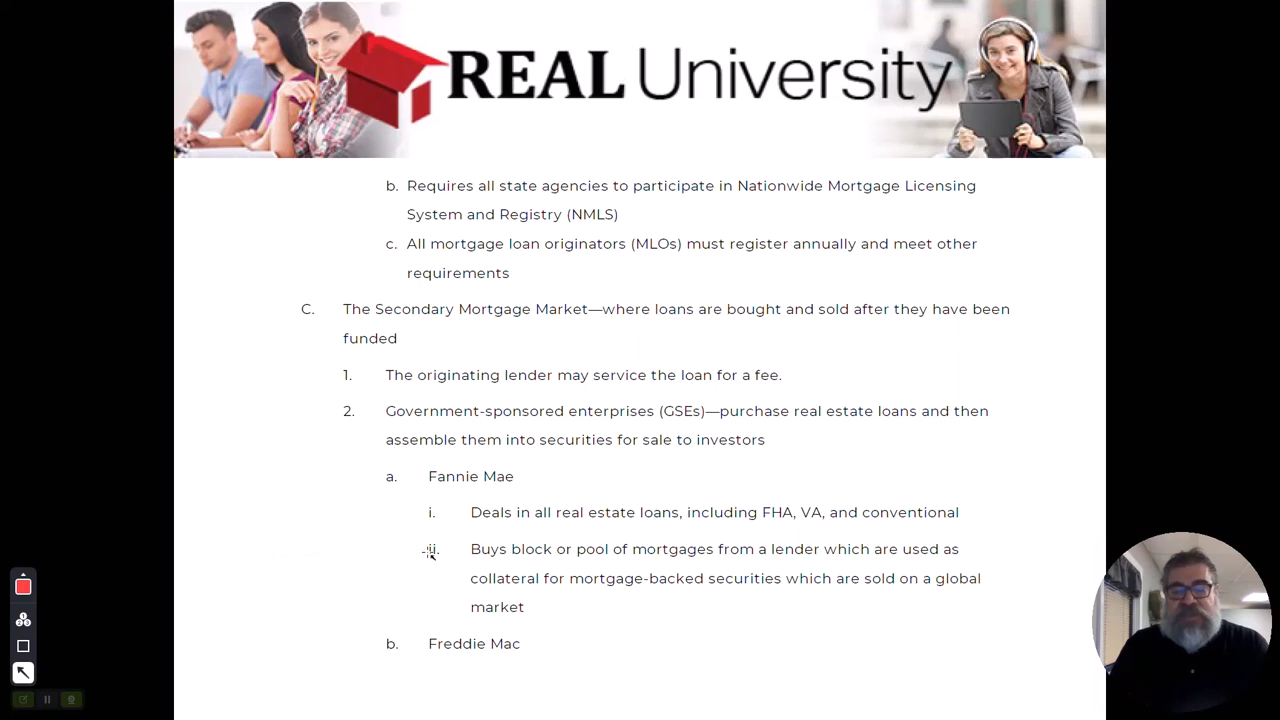 REAL University
b. Requires all state agencies to participate in Nationwide Mortgage Licensing
System and Registry (NMLS)
c. All mortgage loan originators (MLOs) must register annually and meet other
requirements
C. The Secondary Mortgage Market—where loans are bought and sold after they have been
funded
1. The originating lender may service the loan for a fee.
2. Government-sponsored enterprises (GSEs)—purchase real estate loans and then
assemble them into securities for sale to investors
a. Fannie Mae
i. Deals in all real estate loans, including FHA, VA, and conventional
ii. Buys block or pool of mortgages from a lender which are used as
collateral for mortgage-backed securities which are sold on a global
market
b. Freddie Mac